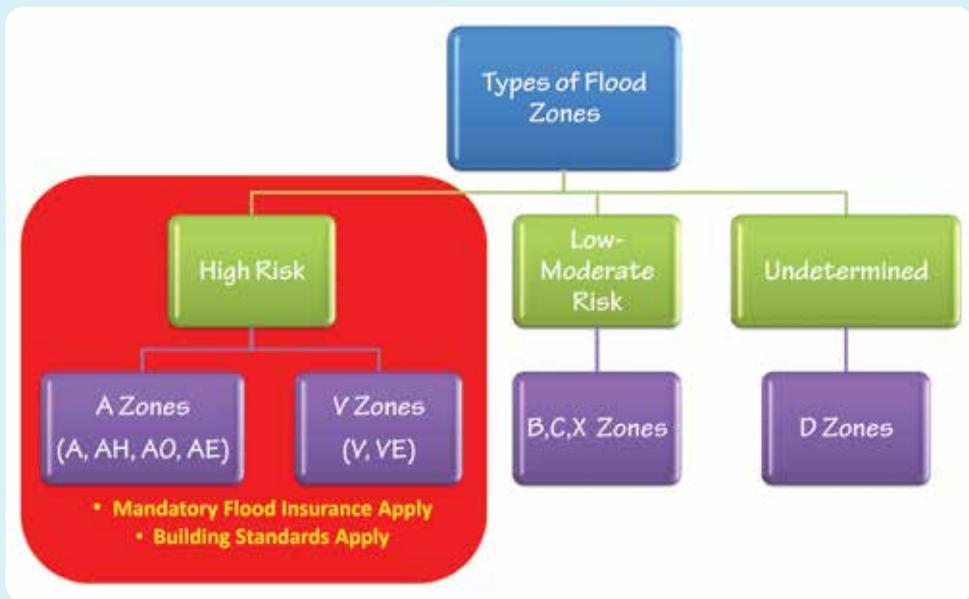 Types of Flood
Zones
High Risk
Low-
Moderate
Risk
Undetermined
A Zones
(A, AH, AO, AE)
V Zones
(V, VE)
B,C,X Zones
D Zones
• Mandatory Flood Insurance Apply
• Building Standards Apply